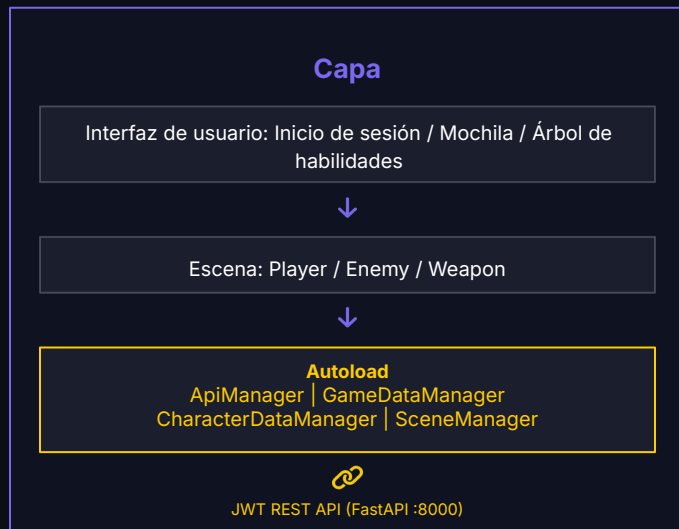 Capa
Interfaz de usuario: Inicio de sesión / Mochila / Árbol de
habilidades
Escena: Player / Enemy / Weapon
Autoload
ApiManager | GameDataManager
CharacterDataManager | SceneManager
JWT REST API (FastAPI :8000)